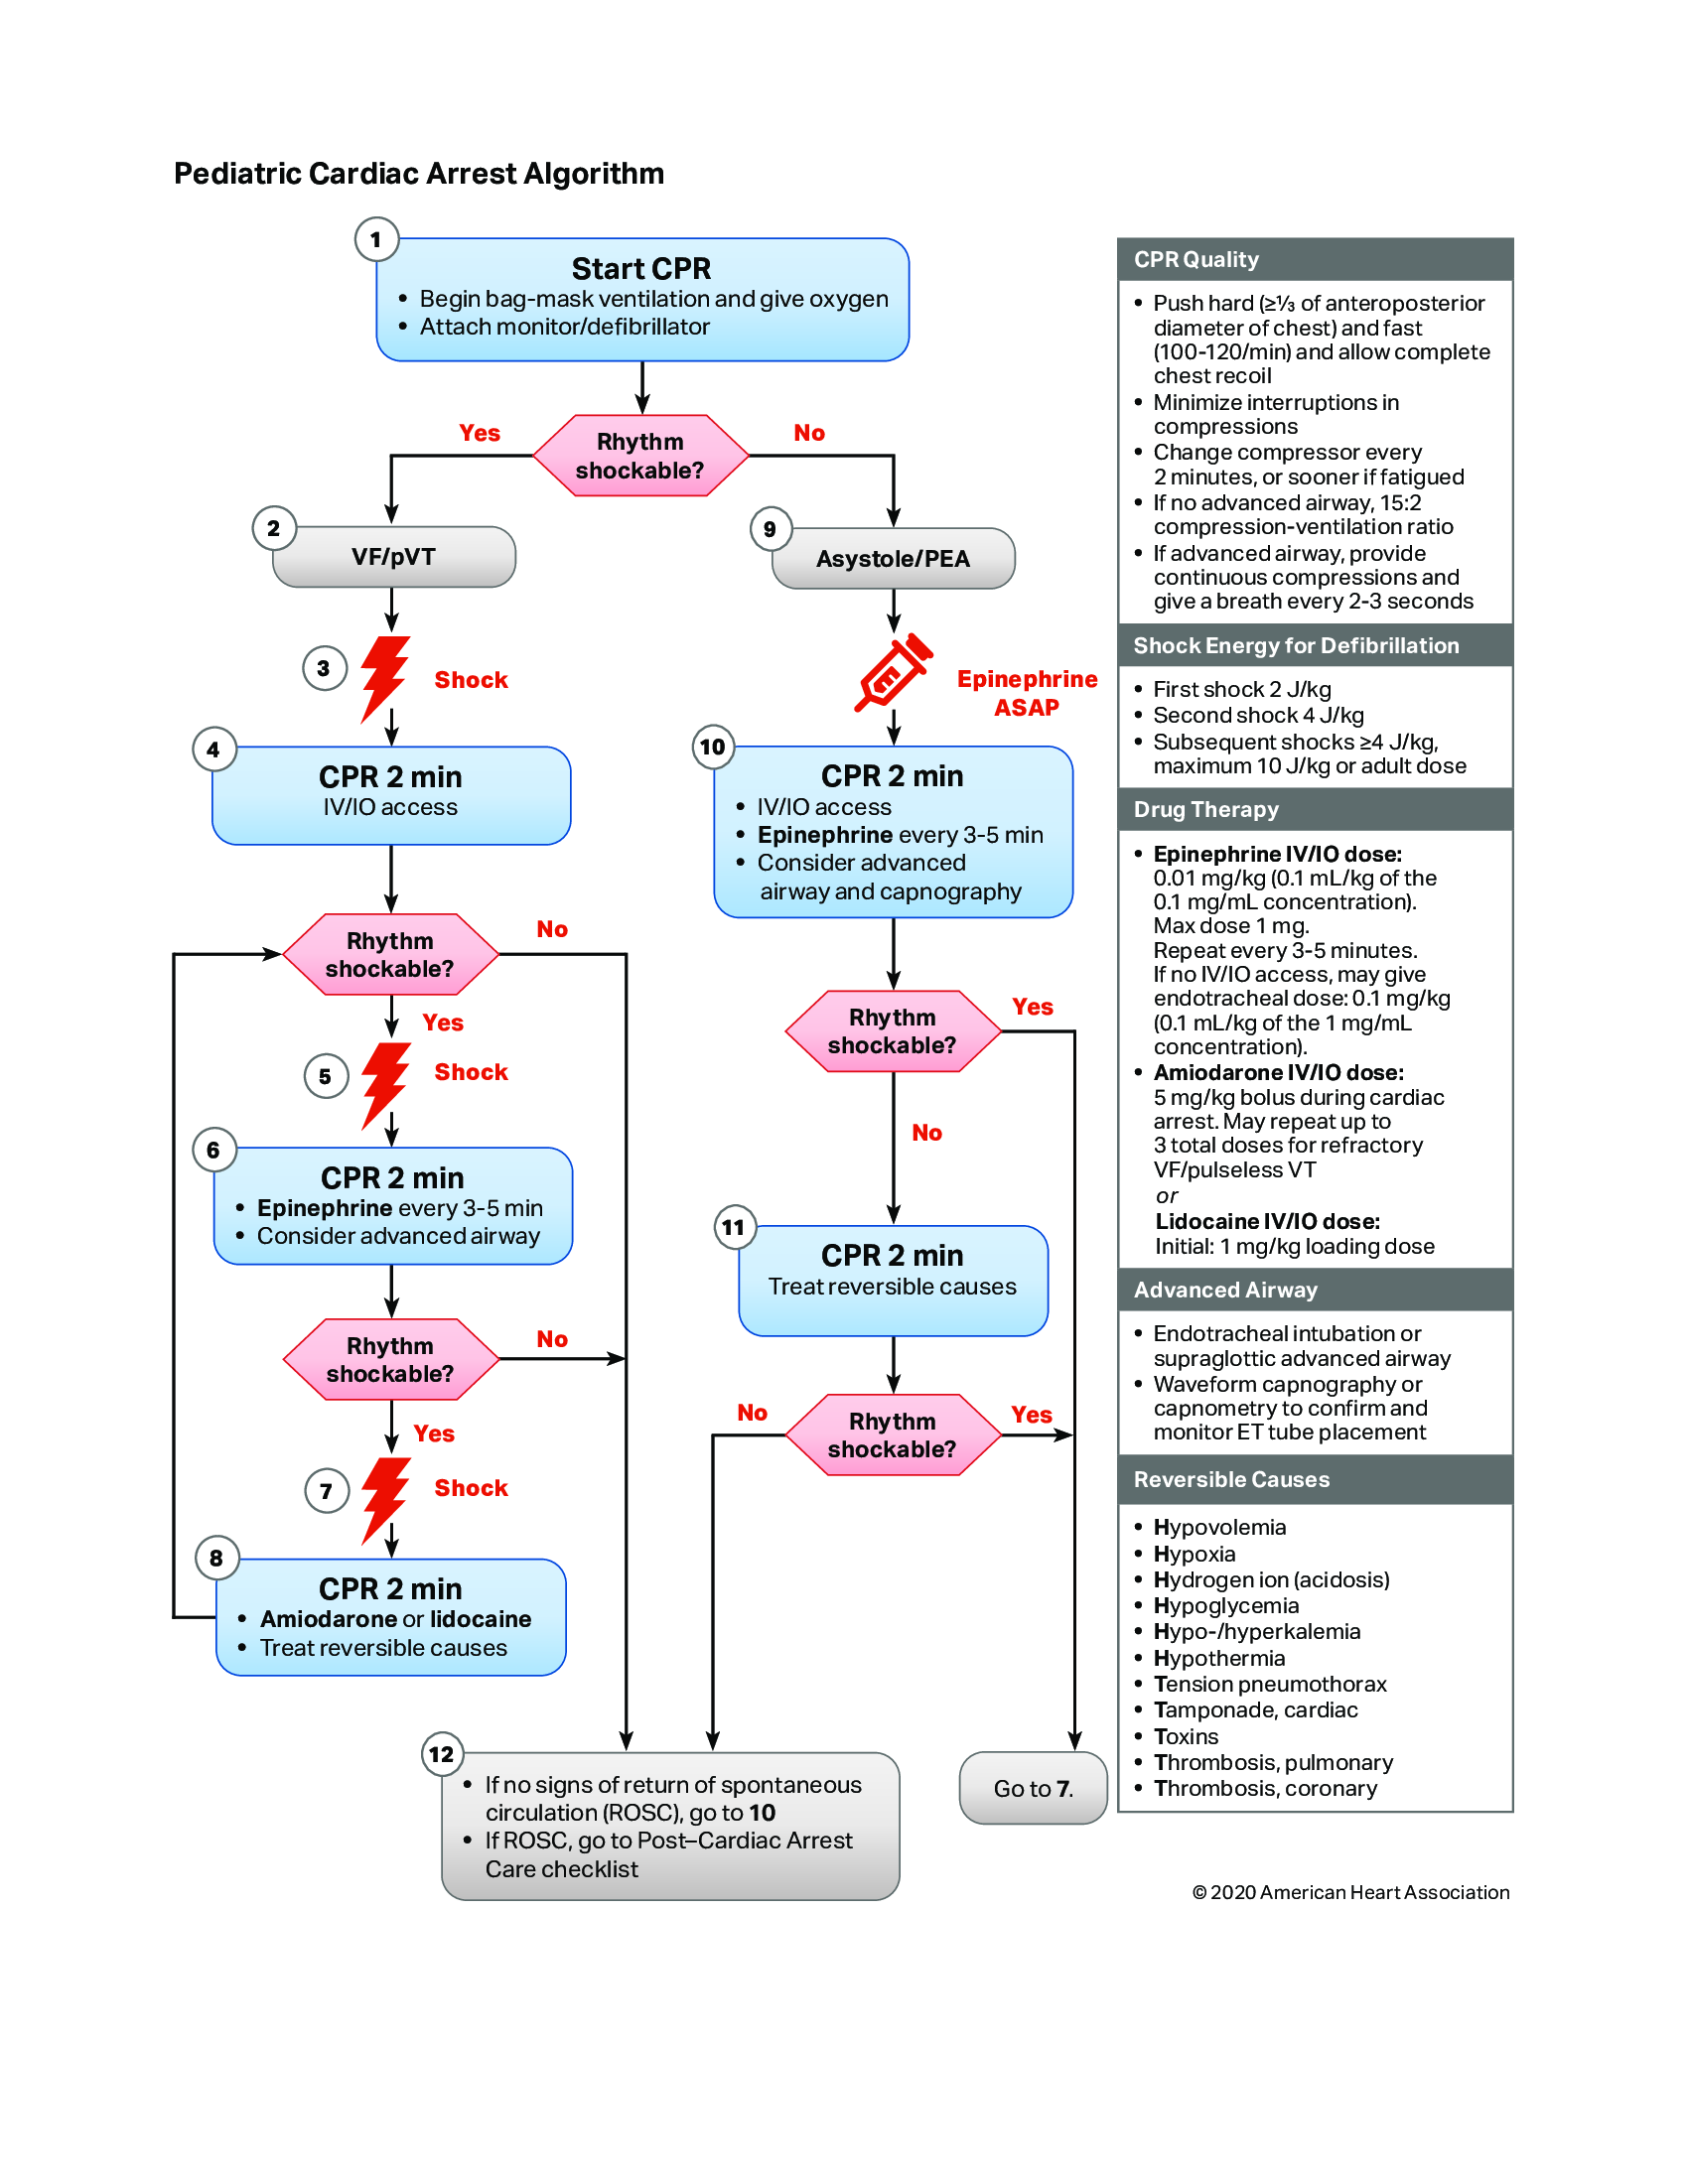 Pediatric Cardiac Arrest Algorithm
1
Start CPR
• Begin bag-mask ventilation and give oxygen
• Attach monitor/defibrillator
Rhythm
shockable?
Yes
No
2
VF/pVT
3
Shock
4
CPR 2 min
IV/IO access
Rhythm
shockable?
No
Yes
5
Shock
6
CPR 2 min
• Epinephrine every 3-5 min
• Consider advanced airway
Rhythm
shockable?
No
Yes
7
Shock
8
CPR 2 min
• Amiodarone or lidocaine
• Treat reversible causes
9
Asystole/PEA
Epinephrine
ASAP
10
CPR 2 min
• IV/IO access
• Epinephrine every 3-5 min
• Consider advanced
airway and capnography
Rhythm
shockable?
Yes
No
11
CPR 2 min
Treat reversible causes
Rhythm
shockable?
No
Yes
12
• If no signs of return of spontaneous
circulation (ROSC), go to 10
• If ROSC, go to Post–Cardiac Arrest
Care checklist
Go to 7.
CPR Quality
• Push hard (≥⅓ of anteroposterior
diameter of chest) and fast
(100-120/min) and allow complete
chest recoil
• Minimize interruptions in
compressions
• Change compressor every
2 minutes, or sooner if fatigued
• If no advanced airway, 15:2
compression-ventilation ratio
• If advanced airway, provide
continuous compressions and
give a breath every 2-3 seconds
Shock Energy for Defibrillation
• First shock 2 J/kg
• Second shock 4 J/kg
• Subsequent shocks ≥4 J/kg,
maximum 10 J/kg or adult dose
Drug Therapy
• Epinephrine IV/IO dose:
0.01 mg/kg (0.1 mL/kg of the
0.1 mg/mL concentration).
Max dose 1 mg.
Repeat every 3-5 minutes.
If no IV/IO access, may give
endotracheal dose: 0.1 mg/kg
(0.1 mL/kg of the 1 mg/mL
concentration).
• Amiodarone IV/IO dose:
5 mg/kg bolus during cardiac
arrest. May repeat up to
3 total doses for refractory
VF/pulseless VT
or
Lidocaine IV/IO dose:
Initial: 1 mg/kg loading dose
Advanced Airway
• Endotracheal intubation or
supraglottic advanced airway
• Waveform capnography or
capnometry to confirm and
monitor ET tube placement
Reversible Causes
• Hypovolemia
• Hypoxia
• Hydrogen ion (acidosis)
• Hypoglycemia
• Hypo-/hyperkalemia
• Hypothermia
• Tension pneumothorax
• Tamponade, cardiac
• Toxins
• Thrombosis, pulmonary
• Thrombosis, coronary
© 2020 American Heart Association